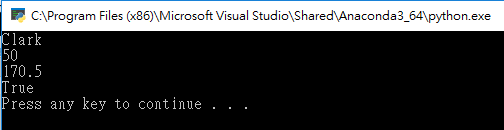 C:\Program Files (x86)\Microsoft Visual Studio\Shared\Anaconda3_64\python.exe
Clark
50
170.5
True
Press any key to continue . . .